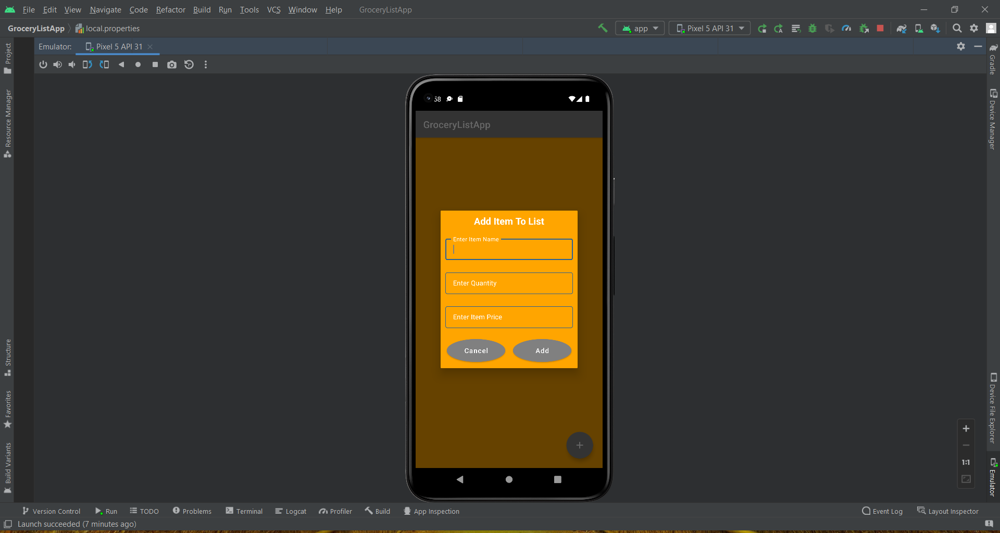 File Edit View Navigate Code Refactor Build Run Tools VCS Window Help GroceryListApp
GroceryListApp local.properties app Pixel 5 API 31
Emulator: Pixel 5 API 31
Project
Resource Manager
Structure
Favorites
Build Variants
58
GroceryListApp
Add Item To List
Enter Item Name
Enter Quantity
Enter Item Price
Cancel Add
Gradle
Device Manager
Device File Explorer
Emulator
1:1
Version Control Run TODO Problems Terminal Logcat Profiler Build App Inspection Event Log Layout Inspector
Launch succeeded (7 minutes ago)